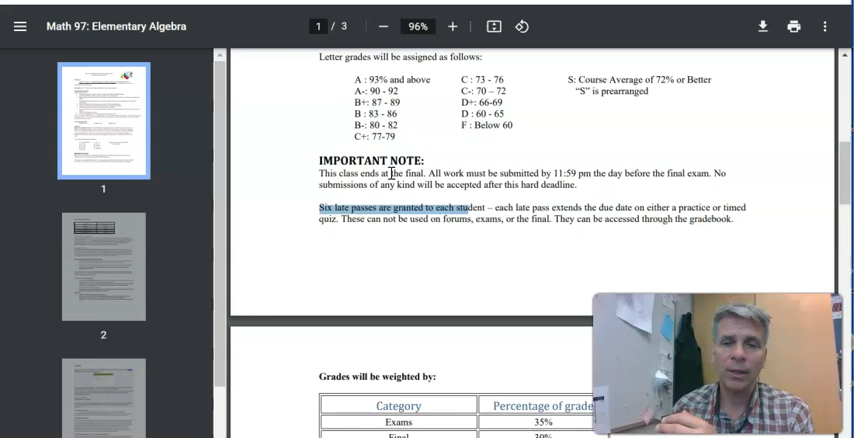 Math 97: Elementary Algebra
1 / 3
96%
Letter grades will be assigned as follows:
A : 93% and above
A-: 90 - 92
B+: 87 - 89
B : 83 - 86
B-: 80 - 82
C+: 77-79
C : 73 - 76
C-: 70 – 72
D+: 66-69
D : 60 - 65
F : Below 60
S: Course Average of 72% or Better
“S” is prearranged
IMPORTANT NOTE:
This class ends at the final. All work must be submitted by 11:59 pm the day before the final exam. No
submissions of any kind will be accepted after this hard deadline.
Six late passes are granted to each student – each late pass extends the due date on either a practice or timed
quiz. These can not be used on forums, exams, or the final. They can be accessed through the gradebook.
Grades will be weighted by:
Category Percentage of grade
Exams 35%
Final 30%
1
2